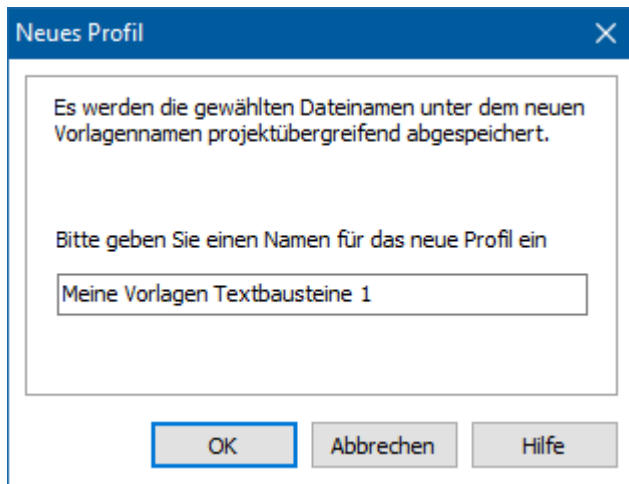 Neues Profil
Es werden die gewählten Dateinamen unter dem neuen
Vorlagennamen projektübergreifend abgespeichert.
Bitte geben Sie einen Namen für das neue Profil ein
Meine Vorlagen Textbausteine 1
OK
Abbrechen
Hilfe